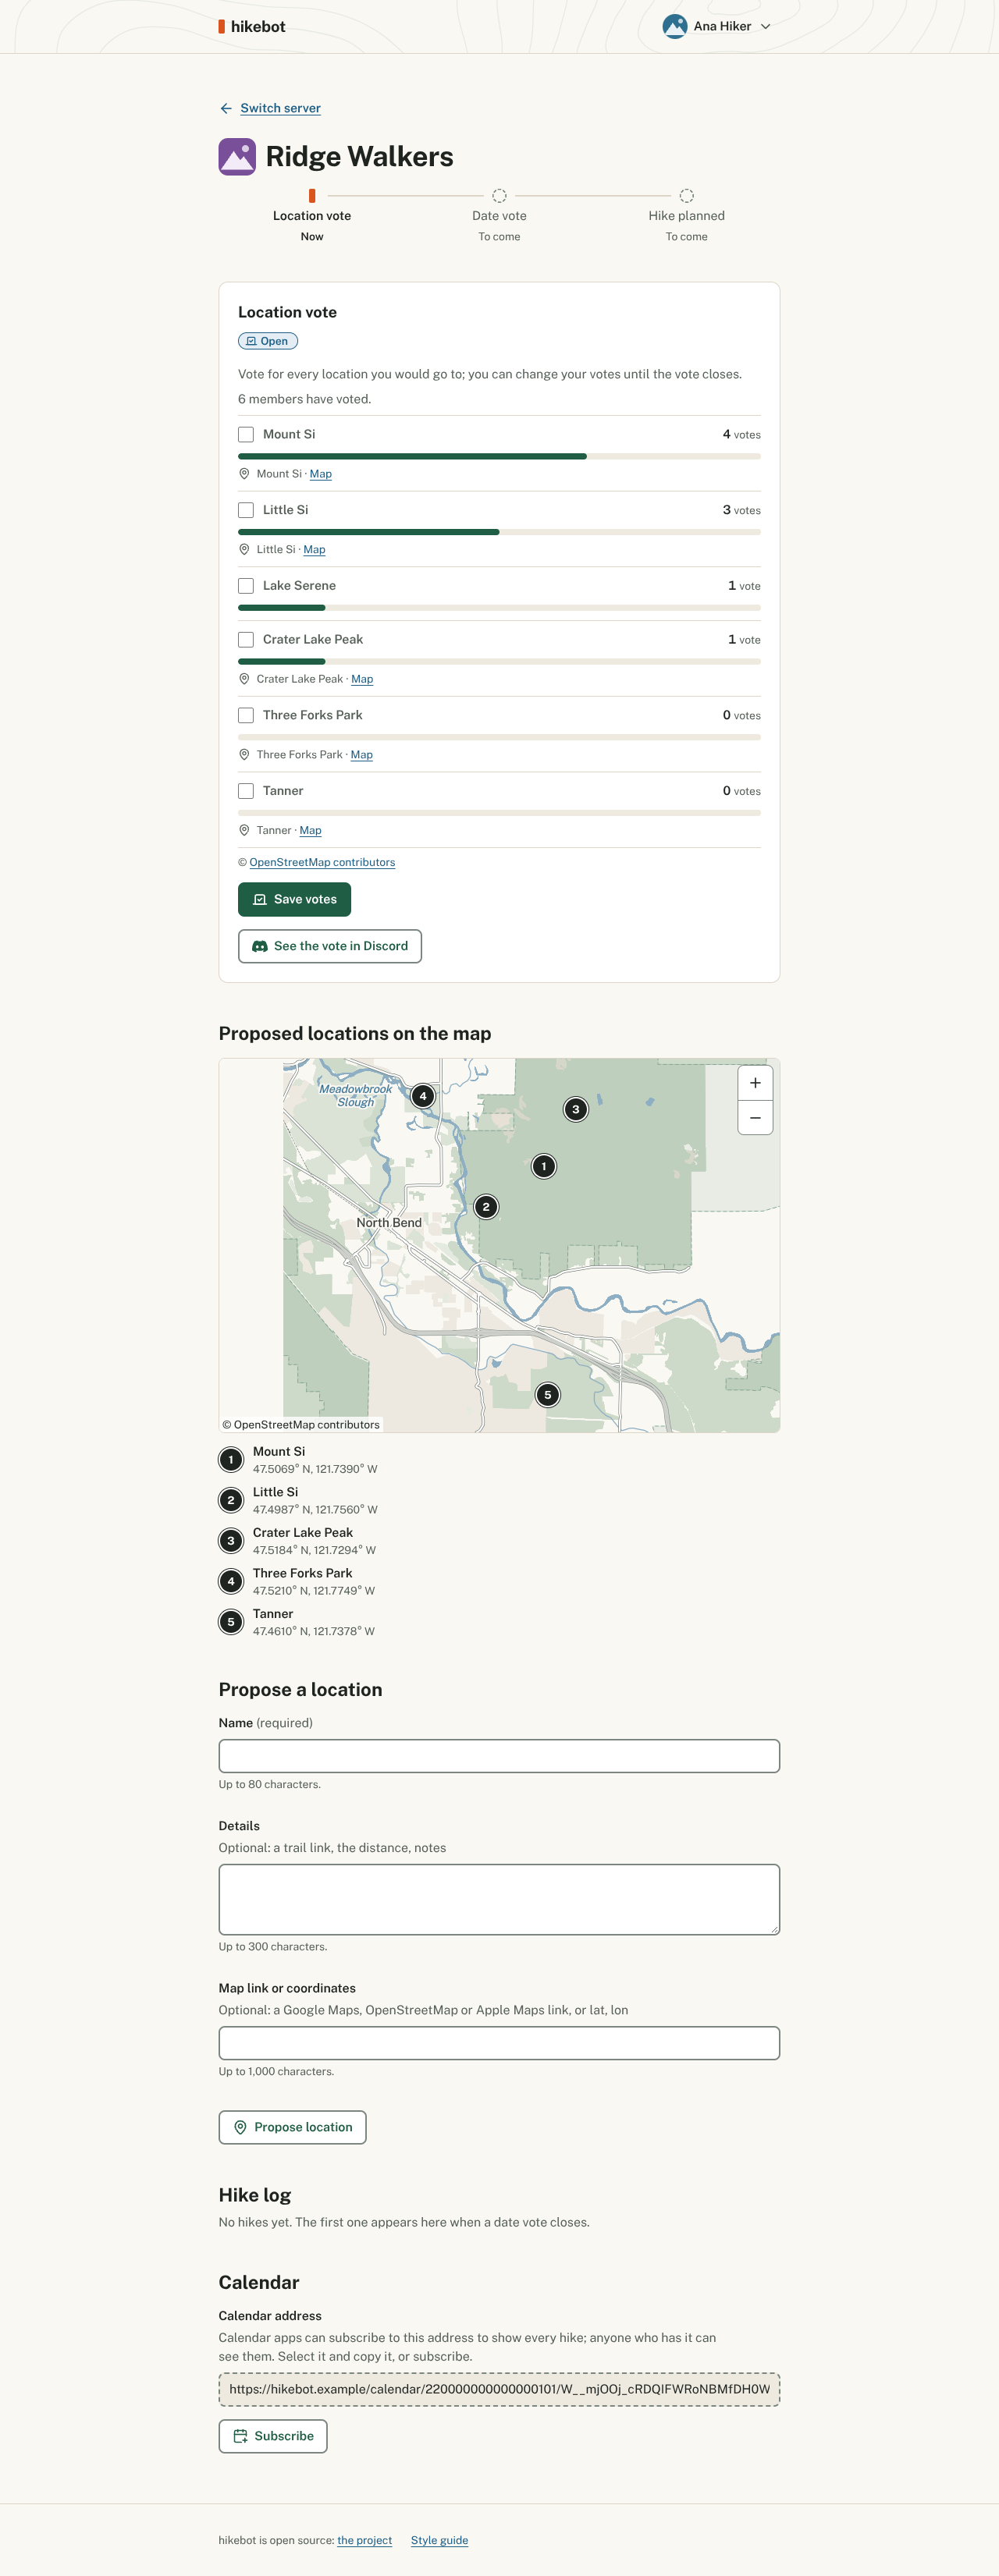 hikebot
Ana Hiker
Switch server
Ridge Walkers
Location vote
Now
Date vote
To come
Hike planned
To come
Location vote
Open
Vote for every location you would go to; you can change your votes until the vote closes.
6 members have voted.
Mount Si 4 votes
Mount Si · Map
Little Si 3 votes
Little Si · Map
Lake Serene 1 vote
Crater Lake Peak 1 vote
Crater Lake Peak · Map
Three Forks Park 0 votes
Three Forks Park · Map
Tanner 0 votes
Tanner · Map
© OpenStreetMap contributors
Save votes
See the vote in Discord
Proposed locations on the map
Meadowbrook
Slough
4
3
1
2
North Bend
5
+
−
© OpenStreetMap contributors
1 Mount Si
47.5069° N, 121.7390° W
2 Little Si
47.4987° N, 121.7560° W
3 Crater Lake Peak
47.5184° N, 121.7294° W
4 Three Forks Park
47.5210° N, 121.7749° W
5 Tanner
47.4610° N, 121.7378° W
Propose a location
Name (required)
Up to 80 characters.
Details
Optional: a trail link, the distance, notes
Up to 300 characters.
Map link or coordinates
Optional: a Google Maps, OpenStreetMap or Apple Maps link, or lat, lon
Up to 1,000 characters.
Propose location
Hike log
No hikes yet. The first one appears here when a date vote closes.
Calendar
Calendar address
Calendar apps can subscribe to this address to show every hike; anyone who has it can
see them. Select it and copy it, or subscribe.
https://hikebot.example/calendar/220000000000000101/W__mjOOj_cRDQIFWRoNBMfDH0W
Subscribe
hikebot is open source: the project Style guide